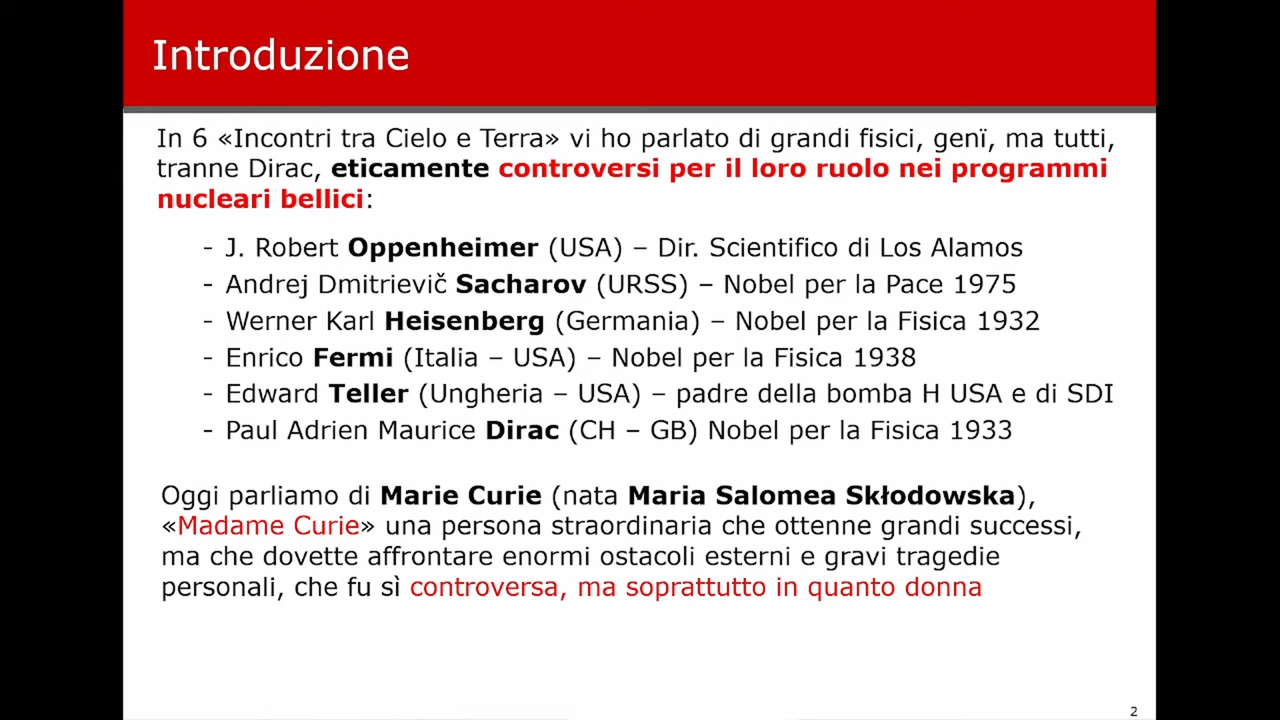 Introduzione
In 6 «Incontri tra Cielo e Terra» vi ho parlato di grandi fisici, genï, ma tutti,
tranne Dirac, eticamente controversi per il loro ruolo nei programmi
nucleari bellici:
- J. Robert Oppenheimer (USA) – Dir. Scientifico di Los Alamos
- Andrej Dmitrievič Sacharov (URSS) – Nobel per la Pace 1975
- Werner Karl Heisenberg (Germania) – Nobel per la Fisica 1932
- Enrico Fermi (Italia – USA) – Nobel per la Fisica 1938
- Edward Teller (Ungheria – USA) – padre della bomba H USA e di SDI
- Paul Adrien Maurice Dirac (CH – GB) Nobel per la Fisica 1933
Oggi parliamo di Marie Curie (nata Maria Salomea Skłodowska),
«Madame Curie» una persona straordinaria che ottenne grandi successi,
ma che dovette affrontare enormi ostacoli esterni e gravi tragedie
personali, che fu sì controversa, ma soprattutto in quanto donna
2